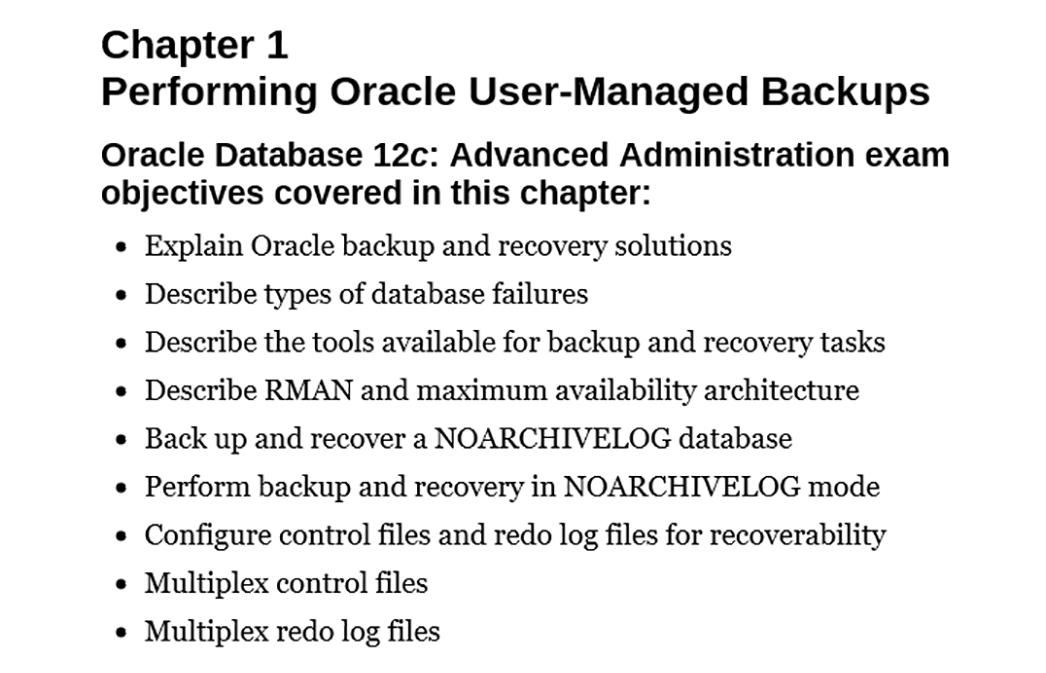 Chapter 1
Performing Oracle User-Managed Backups
Oracle Database 12c: Advanced Administration exam
objectives covered in this chapter:
• Explain Oracle backup and recovery solutions
• Describe types of database failures
• Describe the tools available for backup and recovery tasks
• Describe RMAN and maximum availability architecture
• Back up and recover a NOARCHIVELOG database
• Perform backup and recovery in NOARCHIVELOG mode
• Configure control files and redo log files for recoverability
• Multiplex control files
• Multiplex redo log files